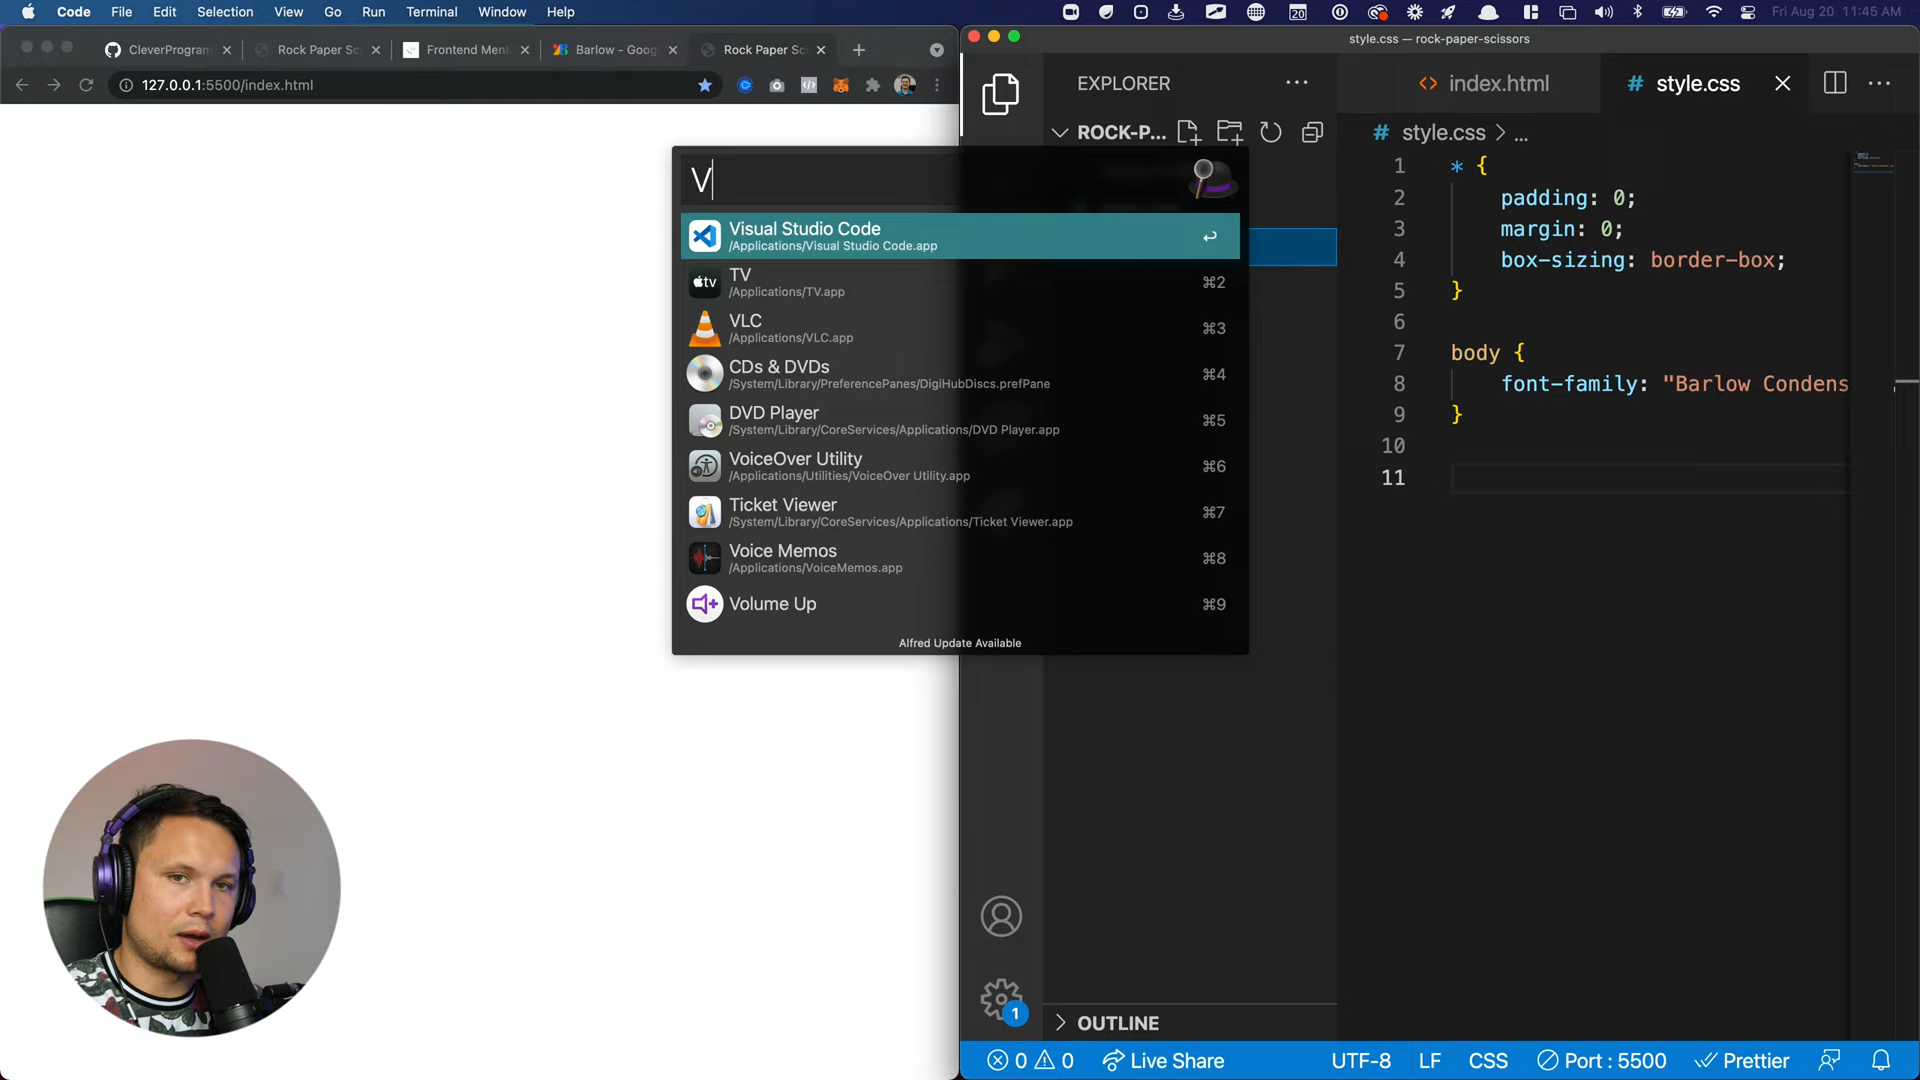 Code File Edit Selection View Go Run Terminal Window Help
20
Fri Aug 20 11:45 AM
CleverProgram
Rock Paper Sc
Frontend Ment
Barlow - Goog
Rock Paper Sc
127.0.0.1:5500/index.html
style.css — rock-paper-scissors
EXPLORER
index.html
# style.css
ROCK-P...
# style.css > ...
V
Visual Studio Code
/Applications/Visual Studio Code.app
TV
/Applications/TV.app
⌘2
VLC
/Applications/VLC.app
⌘3
CDs & DVDs
/System/Library/PreferencePanes/DigiHubDiscs.prefPane
⌘4
DVD Player
/System/Library/CoreServices/Applications/DVD Player.app
⌘5
VoiceOver Utility
/Applications/Utilities/VoiceOver Utility.app
⌘6
Ticket Viewer
/System/Library/CoreServices/Applications/Ticket Viewer.app
⌘7
Voice Memos
/Applications/VoiceMemos.app
⌘8
Volume Up
⌘9
Alfred Update Available
1 * {
2 padding: 0;
3 margin: 0;
4 box-sizing: border-box;
5 }
6
7 body {
8 font-family: "Barlow Condens
9 }
10
11
1
OUTLINE
0 0 Live Share
UTF-8 LF CSS Port : 5500 Prettier